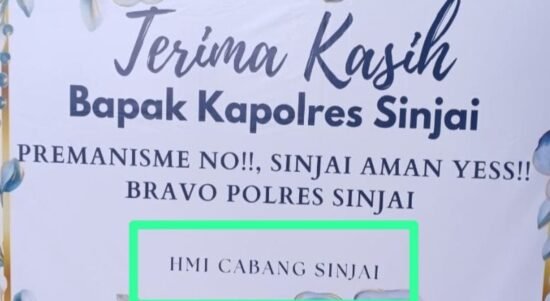 Terima Kasih
Bapak Kapolres Sinjai
PREMANISME NO!!, SINJAI AMAN YESS!!
BRAVO POLRES SINJAI
HMI CABANG SINJAI